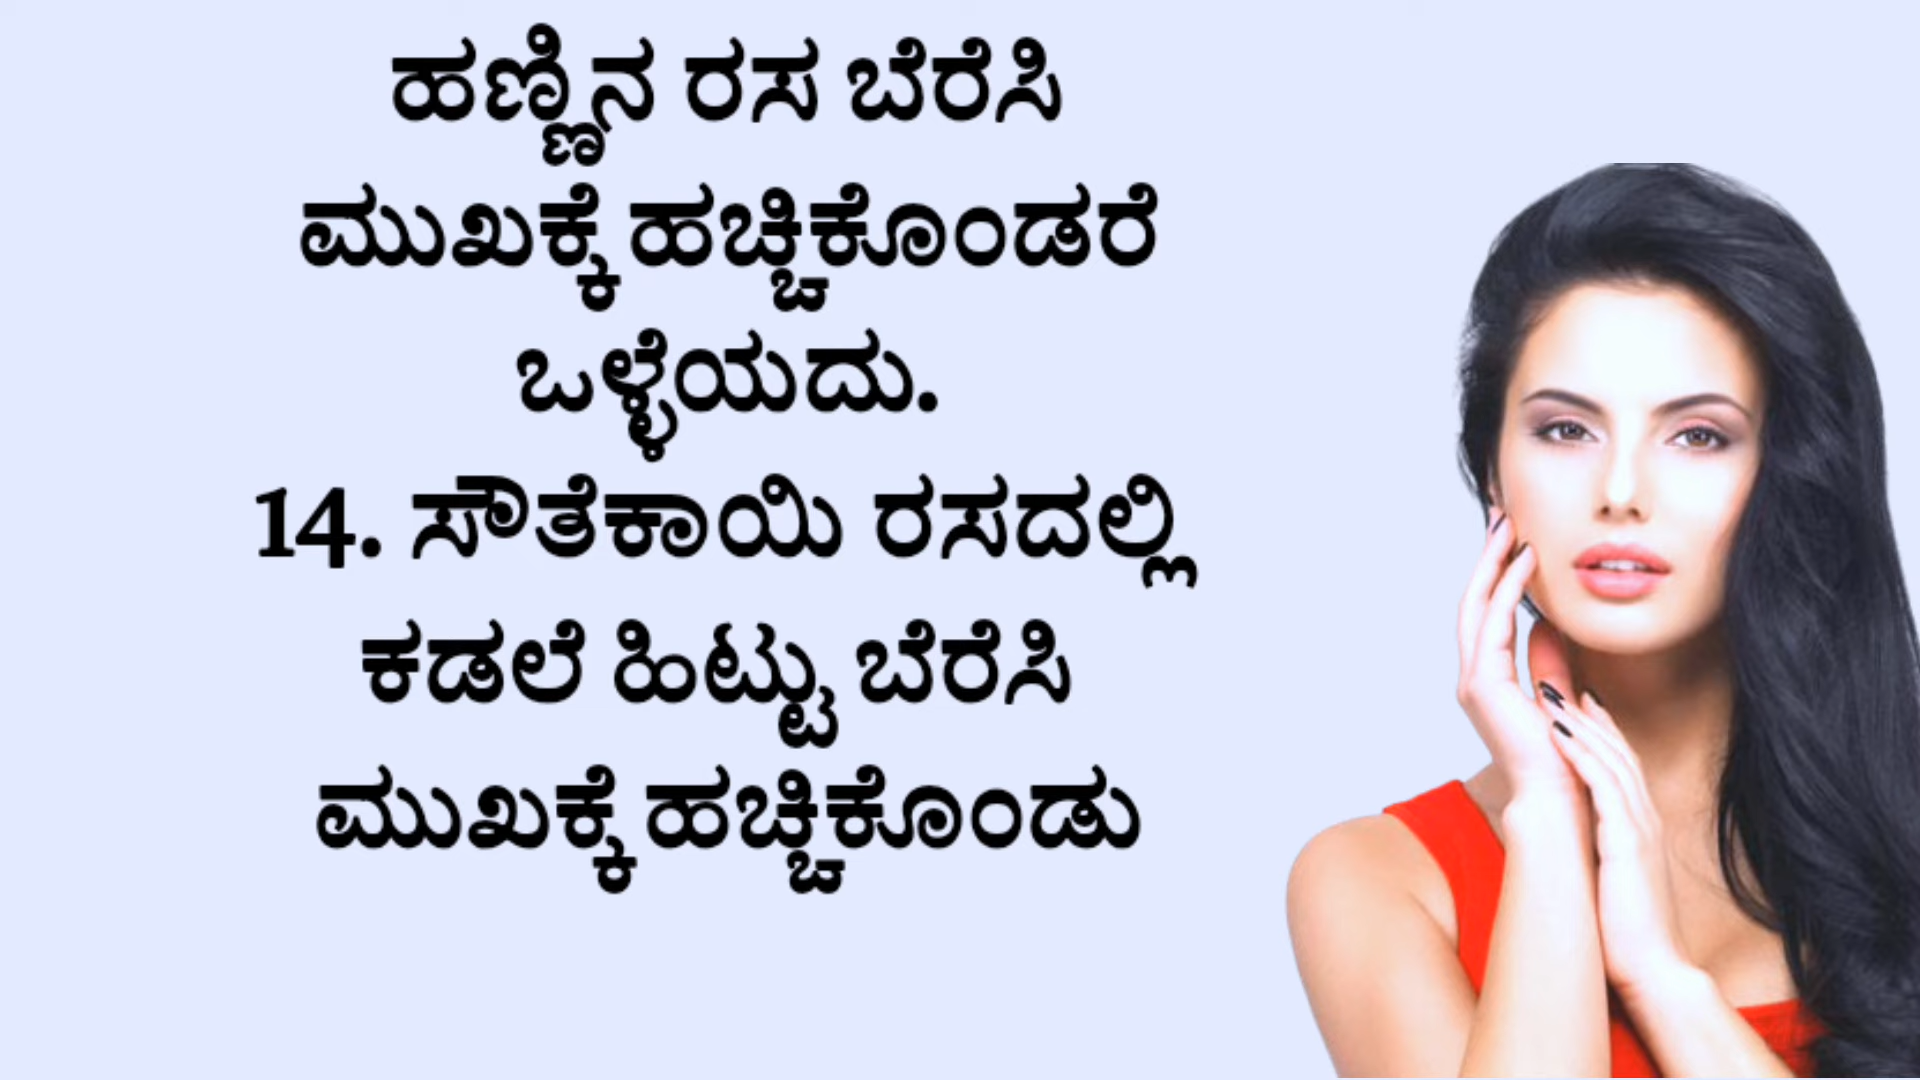 ಹಣ್ಣಿನ ರಸ ಬೆರೆಸಿ
ಮುಖಕ್ಕೆ ಹಚ್ಚಿಕೊಂಡರೆ
ಒಳ್ಳೆಯದು.
14. ಸೌತೆಕಾಯಿ ರಸದಲ್ಲಿ
ಕಡಲೆ ಹಿಟ್ಟು ಬೆರೆಸಿ
ಮುಖಕ್ಕೆ ಹಚ್ಚಿಕೊಂಡು